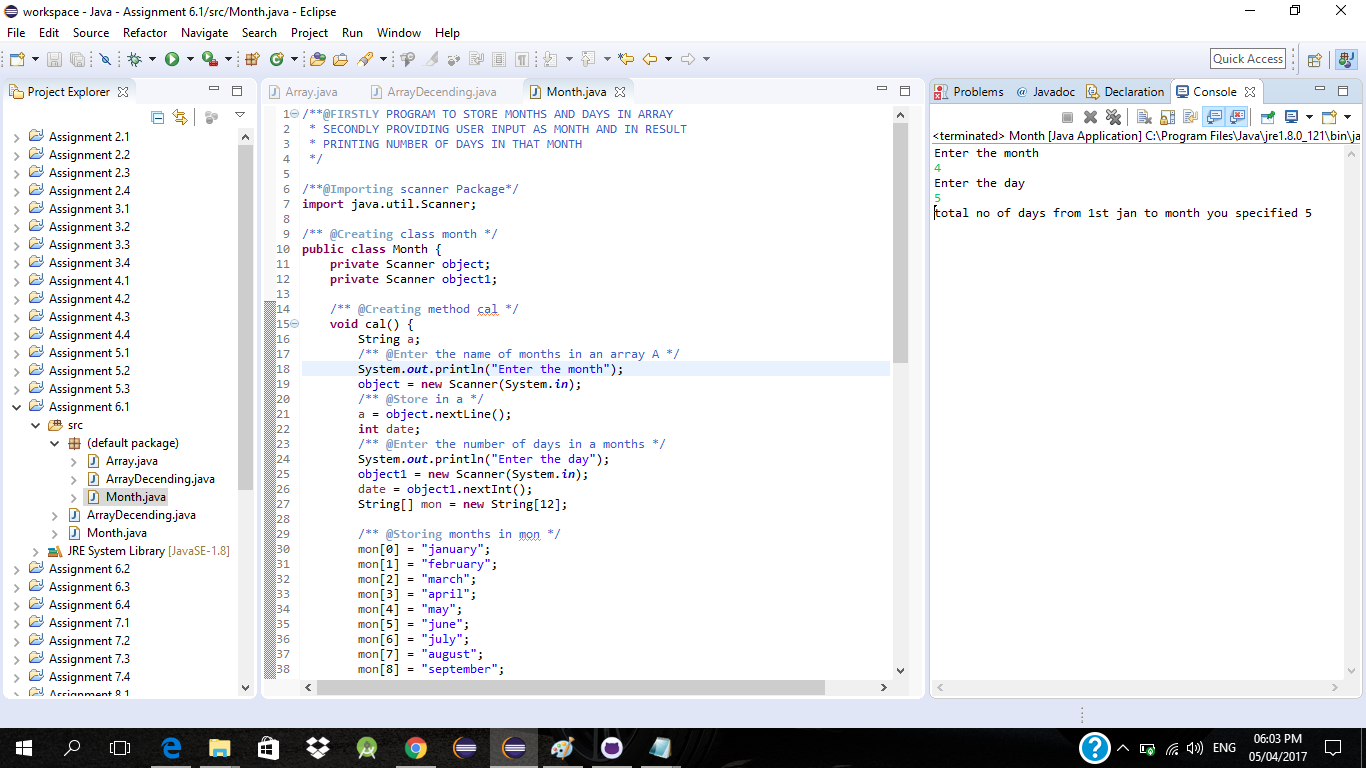 workspace - Java - Assignment 6.1/src/Month.java - Eclipse
File Edit Source Refactor Navigate Search Project Run Window Help
Quick Access
Project Explorer
Assignment 2.1
Assignment 2.2
Assignment 2.3
Assignment 2.4
Assignment 3.1
Assignment 3.2
Assignment 3.3
Assignment 3.4
Assignment 4.1
Assignment 4.2
Assignment 4.3
Assignment 4.4
Assignment 5.1
Assignment 5.2
Assignment 5.3
Assignment 6.1
src
(default package)
Array.java
ArrayDecending.java
Month.java
ArrayDecending.java
Month.java
JRE System Library [JavaSE-1.8]
Assignment 6.2
Assignment 6.3
Assignment 6.4
Assignment 7.1
Assignment 7.2
Assignment 7.3
Assignment 7.4
Assignment 8.1
Array.java ArrayDecending.java Month.java
1 /**@FIRSTLY PROGRAM TO STORE MONTHS AND DAYS IN ARRAY
2 * SECONDLY PROVIDING USER INPUT AS MONTH AND IN RESULT
3 * PRINTING NUMBER OF DAYS IN THAT MONTH
4 */
5
6 /**@Importing scanner Package*/
7 import java.util.Scanner;
8
9 /** @Creating class month */
10 public class Month {
11 private Scanner object;
12 private Scanner object1;
13
14 /** @Creating method cal */
15 void cal() {
16 String a;
17 /** @Enter the name of months in an array A */
18 System.out.println("Enter the month");
19 object = new Scanner(System.in);
20 /** @Store in a */
21 a = object.nextLine();
22 int date;
23 /** @Enter the number of days in a months */
24 System.out.println("Enter the day");
25 object1 = new Scanner(System.in);
26 date = object1.nextInt();
27 String[] mon = new String[12];
28
29 /** @Storing months in mon */
30 mon[0] = "january";
31 mon[1] = "february";
32 mon[2] = "march";
33 mon[3] = "april";
34 mon[4] = "may";
35 mon[5] = "june";
36 mon[6] = "july";
37 mon[7] = "august";
38 mon[8] = "september";
Problems @ Javadoc Declaration Console
<terminated> Month [Java Application] C:\Program Files\Java\jre1.8.0_121\bin\ja
Enter the month
4
Enter the day
5
total no of days from 1st jan to month you specified 5
ENG
06:03 PM
05/04/2017